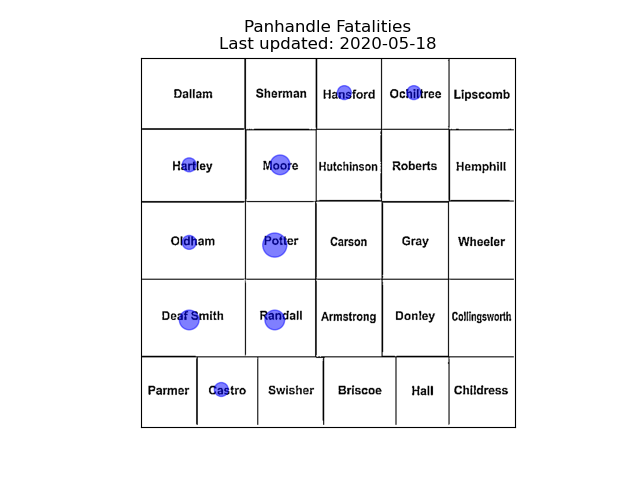 Panhandle Fatalities
Last updated: 2020-05-18
Dallam Sherman Hansford Ochiltree Lipscomb
Hartley Moore Hutchinson Roberts Hemphill
Oldham Potter Carson Gray Wheeler
Deaf Smith Randall Armstrong Donley Collingsworth
Parmer Castro Swisher Briscoe Hall Childress